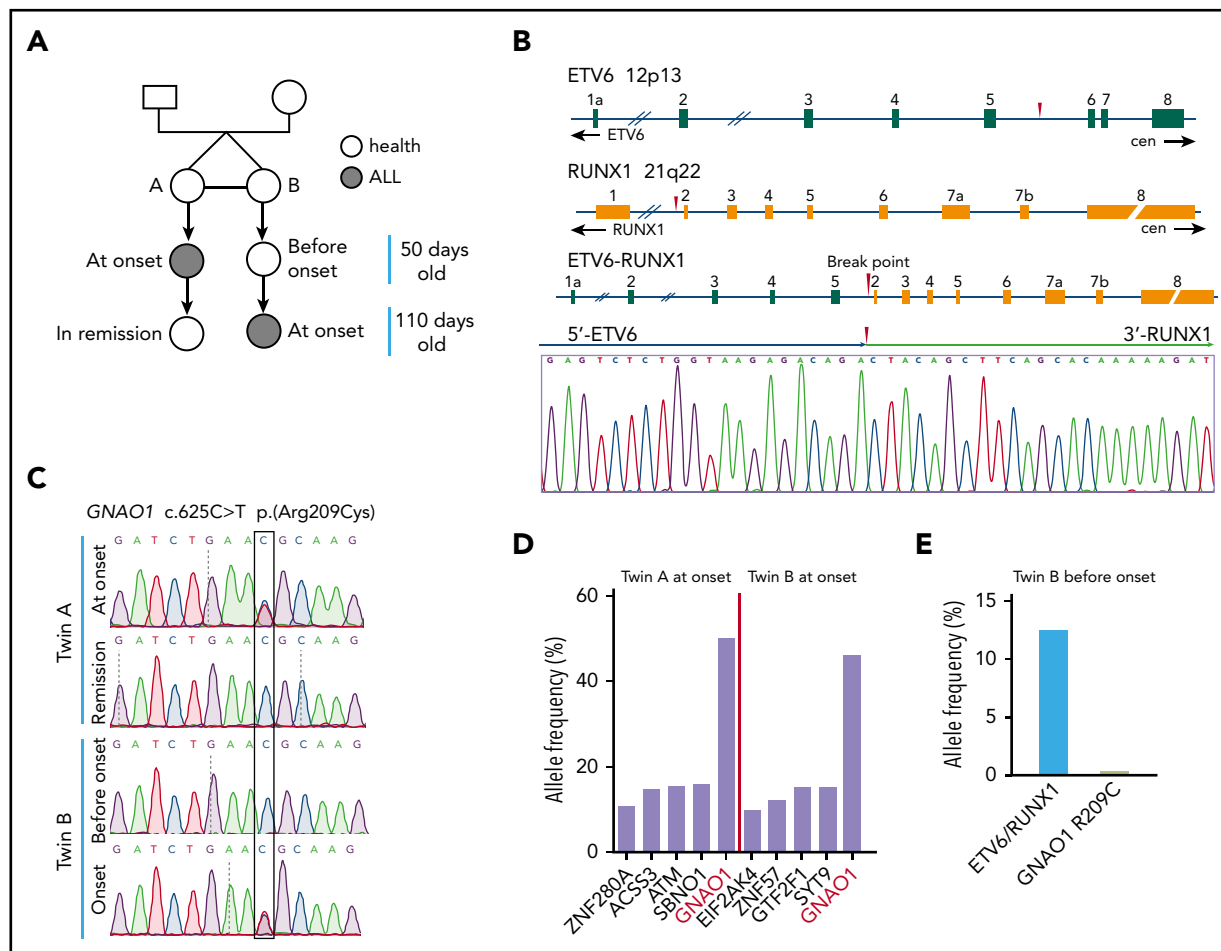 A
A
B
health
ALL
At onset
Before
onset
50 days
old
In remission
At onset
110 days
old
B
ETV6 12p13
1a 2 3 4 5 6 7 8
ETV6
cen
RUNX1 21q22
1 2 3 4 5 6 7a 7b 8
RUNX1
cen
ETV6-RUNX1
Break point
1a 2 3 4 5 2 3 4 5 6 7a 7b 8
5′-ETV6
3′-RUNX1
G A G T C T C T G G T A A G A G A C A G A C T A C A G C T T C A G C A C A A A A A G A T
C
GNAO1 c.625C>T p.(Arg209Cys)
Twin A
At onset
G A T C T G A A C G C A A G
Remission
G A T C T G A A C G C A A G
Twin B
Before onset
G A T C T G A A C G C A A G
Onset
G A T C T G A A C G C A A G
D
Twin A at onset
Twin B at onset
Allele frequency (%)
60
40
20
0
ZNF280A
ACSS3
ATM
SBNO1
GNAO1
EIF2AK4
ZNF57
GTF2F1
SYT9
GNAO1
E
Twin B before onset
Allele frequency (%)
15
10
5
0
ETV6/RUNX1
GNAO1 R209C